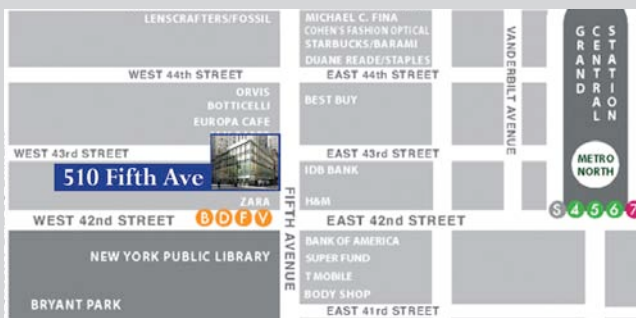 LENSCRAFTERS/FOSSIL
MICHAEL C. FINA
COHEN'S FASHION OPTICAL
STARBUCKS/BARAMI
DUANE READE/STAPLES
WEST 44th STREET
EAST 44th STREET
VANDERBILT AVENUE
GRAND
CENTRAL
STATION
ORVIS
BOTTICELLI
EUROPA CAFE
BEST BUY
WEST 43rd STREET
EAST 43rd STREET
METRO
NORTH
510 Fifth Ave
IDB BANK
ZARA
H&M
FIFTH AVENUE
S 4 5 6 7
WEST 42nd STREET
B D F V
EAST 42nd STREET
NEW YORK PUBLIC LIBRARY
BANK OF AMERICA
SUPER FUND
T MOBILE
BODY SHOP
BRYANT PARK
EAST 41rd STREET